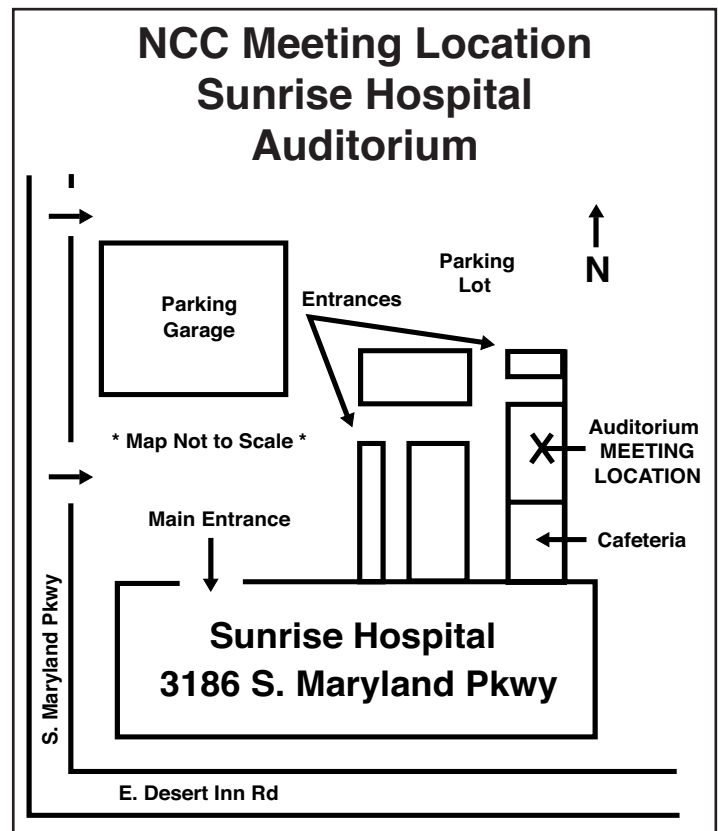 NCC Meeting Location
Sunrise Hospital
Auditorium
N
Parking
Lot
Entrances
Parking
Garage
* Map Not to Scale *
Auditorium
MEETING
LOCATION
X
Main Entrance
Cafeteria
Sunrise Hospital
3186 S. Maryland Pkwy
S. Maryland Pkwy
E. Desert Inn Rd